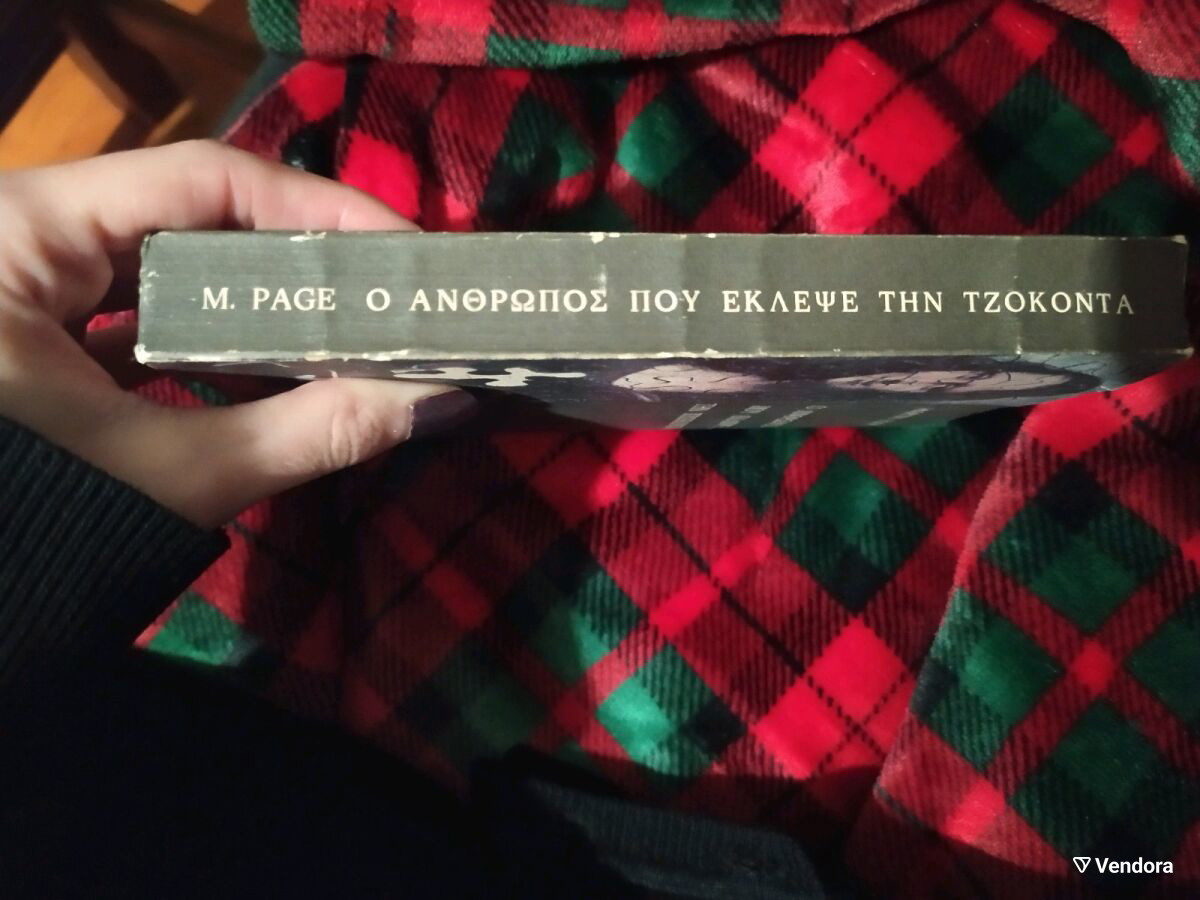 M. PAGE Ο ΑΝΘΡΩΠΟΣ ΠΟΥ ΕΚΛΕΨΕ ΤΗΝ ΤΖΟΚΟΝΤΑ
Vendora